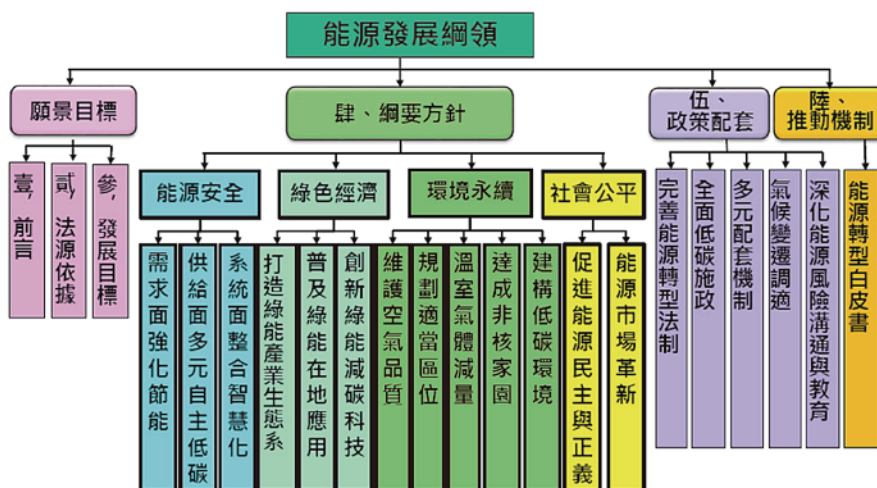 能源發展綱領
願景目標
肆、綱要方針
伍、
政策配套
陸、
推動機制
壹,前言
貳,法源依據
參,發展目標
能源安全
綠色經濟
環境永續
社會公平
需求面強化節能
供給面多元自主低碳
系統面整合智慧化
打造綠能產業生態系
普及綠能在地應用
創新綠能減碳科技
維護空氣品質
規劃適當區位
溫室氣體減量
達成非核家園
建構低碳環境
促進能源民主與正義
能源市場革新
完善能源轉型法制
全面低碳施政
多元配套機制
氣候變遷調適
深化能源風險溝通與教育
能源轉型白皮書